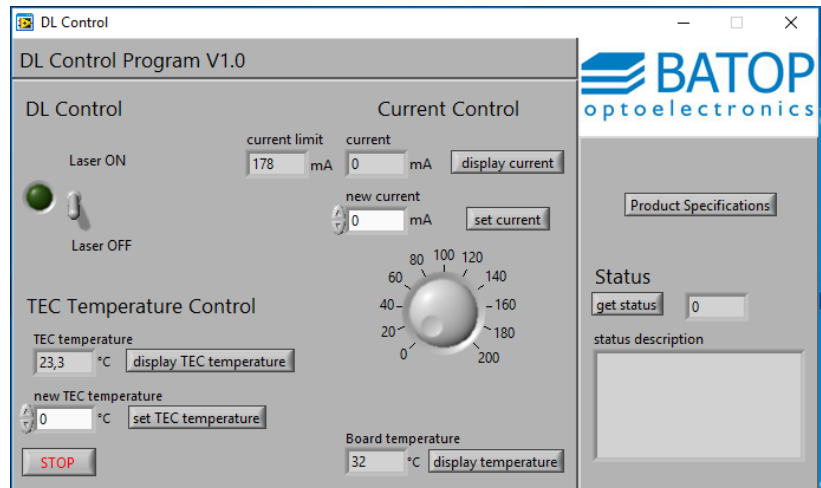 DL Control
DL Control Program V1.0
BATOP
optoelectronics
DL Control
Laser ON
Laser OFF
Current Control
current limit
178 mA
current
0 mA
display current
new current
0 mA
set current
0 20 40 60 80 100 120 140 160 180 200
TEC Temperature Control
TEC temperature
23,3 °C display TEC temperature
new TEC temperature
0 °C set TEC temperature
STOP
Board temperature
32 °C display temperature
Product Specifications
Status
get status 0
status description